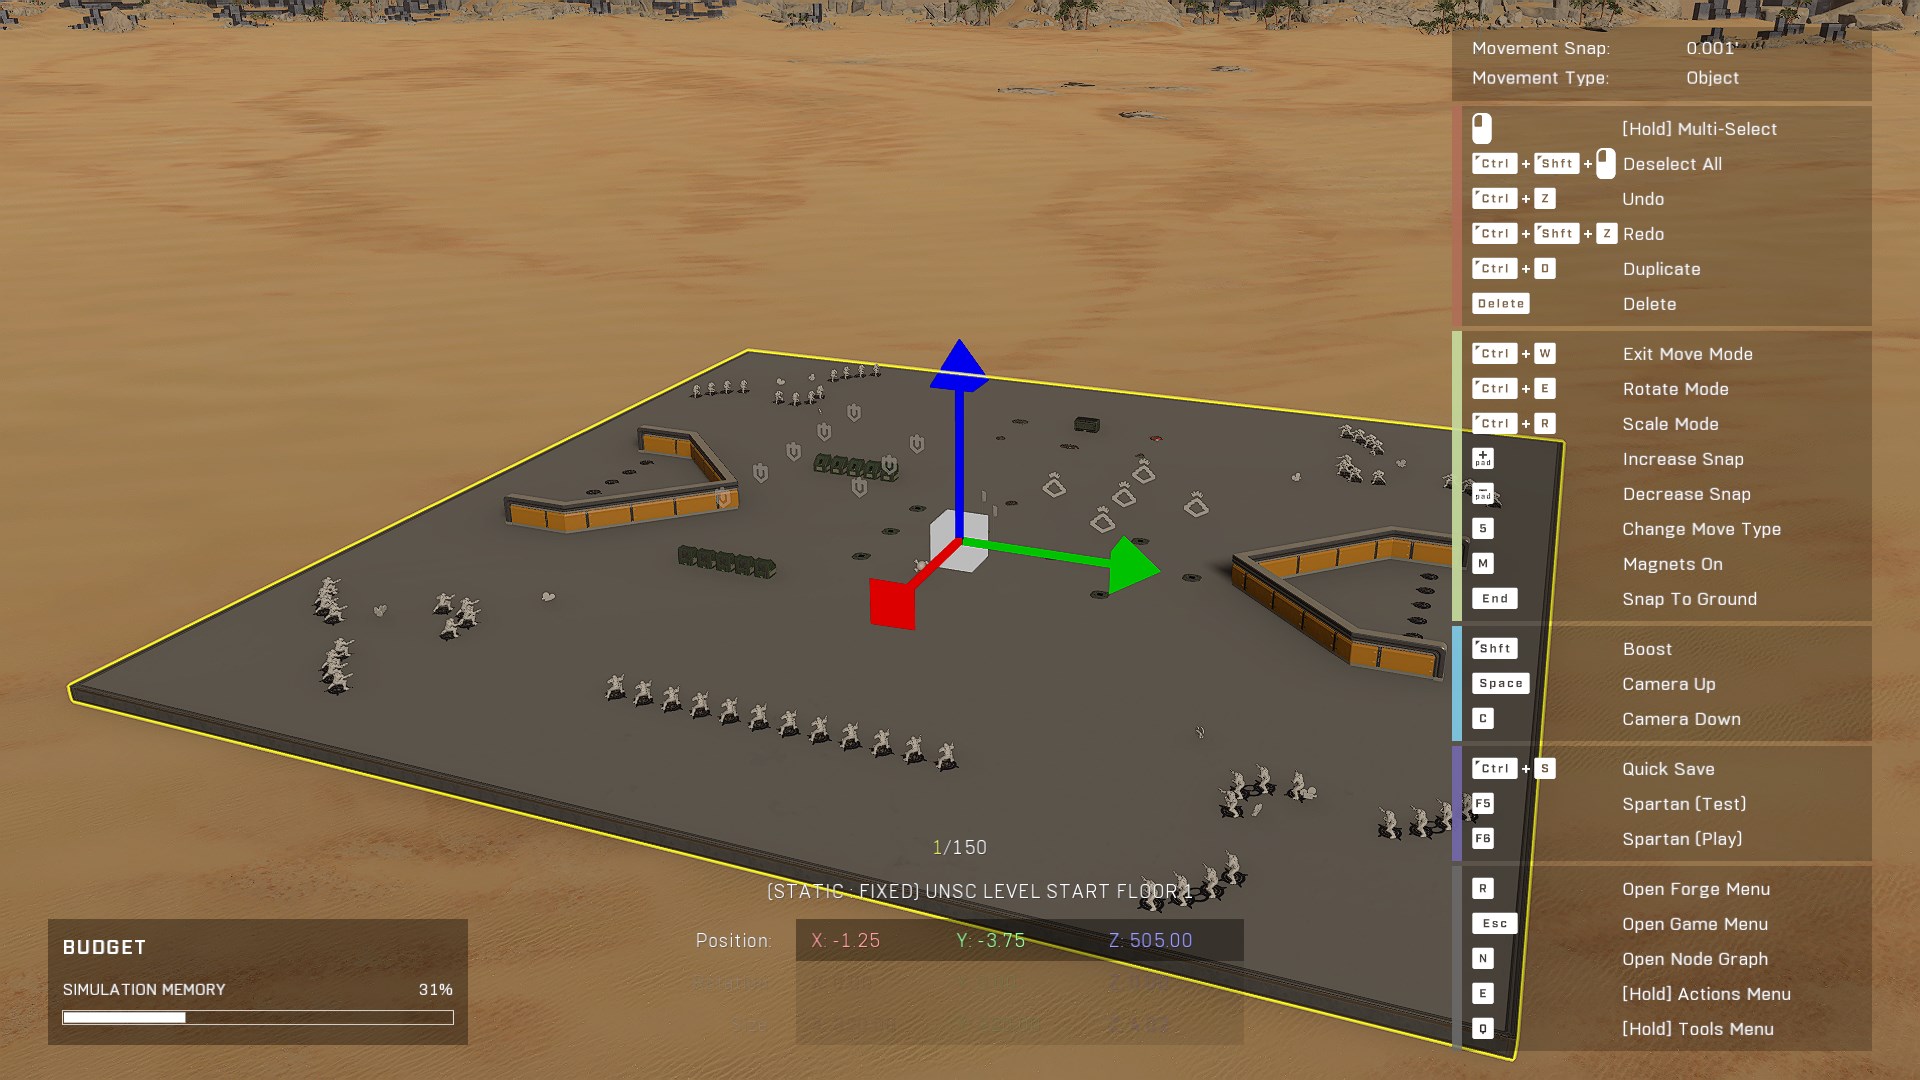 Movement Snap: 0.001'
Movement Type: Object
[Hold] Multi-Select
Ctrl + Shft + Deselect All
Ctrl + Z Undo
Ctrl + Shft + Z Redo
Ctrl + D Duplicate
Delete Delete
Ctrl + W Exit Move Mode
Ctrl + E Rotate Mode
Ctrl + R Scale Mode
+ pad Increase Snap
- pad Decrease Snap
5 Change Move Type
M Magnets On
End Snap To Ground
Shft Boost
Space Camera Up
C Camera Down
Ctrl + S Quick Save
F5 Spartan (Test)
F6 Spartan (Play)
R Open Forge Menu
Esc Open Game Menu
N Open Node Graph
E [Hold] Actions Menu
Q [Hold] Tools Menu
1/150
(STATIC : FIXED) UNSC LEVEL START FLOOR 1
Position: X: -1.25 Y: -3.75 Z: 505.00
BUDGET
SIMULATION MEMORY 31%